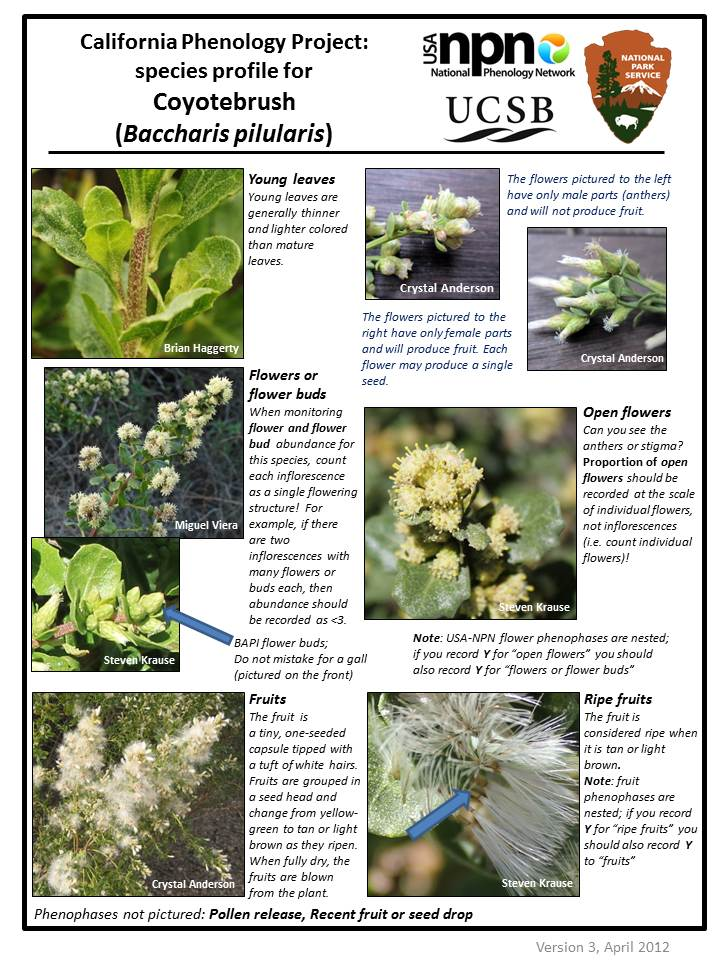 California Phenology Project:
species profile for
Coyotebrush
(Baccharis pilularis)
USA
npn
National Phenology Network
UCSB
NATIONAL
PARK
SERVICE
Young leaves
Young leaves are
generally thinner
and lighter colored
than mature
leaves.
Brian Haggerty
The flowers pictured to the left
have only male parts (anthers)
and will not produce fruit.
Crystal Anderson
The flowers pictured to the
right have only female parts
and will produce fruit. Each
flower may produce a single
seed.
Crystal Anderson
Flowers or
flower buds
When monitoring
flower and flower
bud abundance for
this species, count
each inflorescence
as a single flowering
structure! For
example, if there
are two
inflorescences with
many flowers or
buds each, then
abundance should
be recorded as <3.
Miguel Viera
Steven Krause
BAPI flower buds;
Do not mistake for a gall
(pictured on the front)
Open flowers
Can you see the
anthers or stigma?
Proportion of open
flowers should be
recorded at the scale
of individual flowers,
not inflorescences
(i.e. count individual
flowers)!
Steven Krause
Note: USA-NPN flower phenophases are nested;
if you record Y for “open flowers” you should
also record Y for “flowers or flower buds”
Fruits
The fruit is
a tiny, one-seeded
capsule tipped with
a tuft of white hairs.
Fruits are grouped in
a seed head and
change from yellow-
green to tan or light
brown as they ripen.
When fully dry, the
fruits are blown
from the plant.
Crystal Anderson
Ripe fruits
The fruit is
considered ripe when
it is tan or light
brown.
Note: fruit
phenophases are
nested; if you record
Y for “ripe fruits” you
should also record Y
to “fruits”
Steven Krause
Phenophases not pictured: Pollen release, Recent fruit or seed drop
Version 3, April 2012